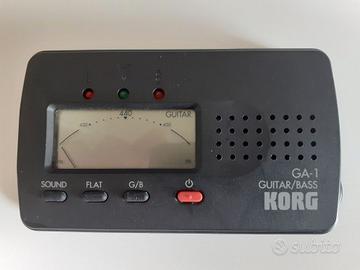 440
GUITAR
SOUND
FLAT
G/B
GA-1
GUITAR/BASS
KORG
subito